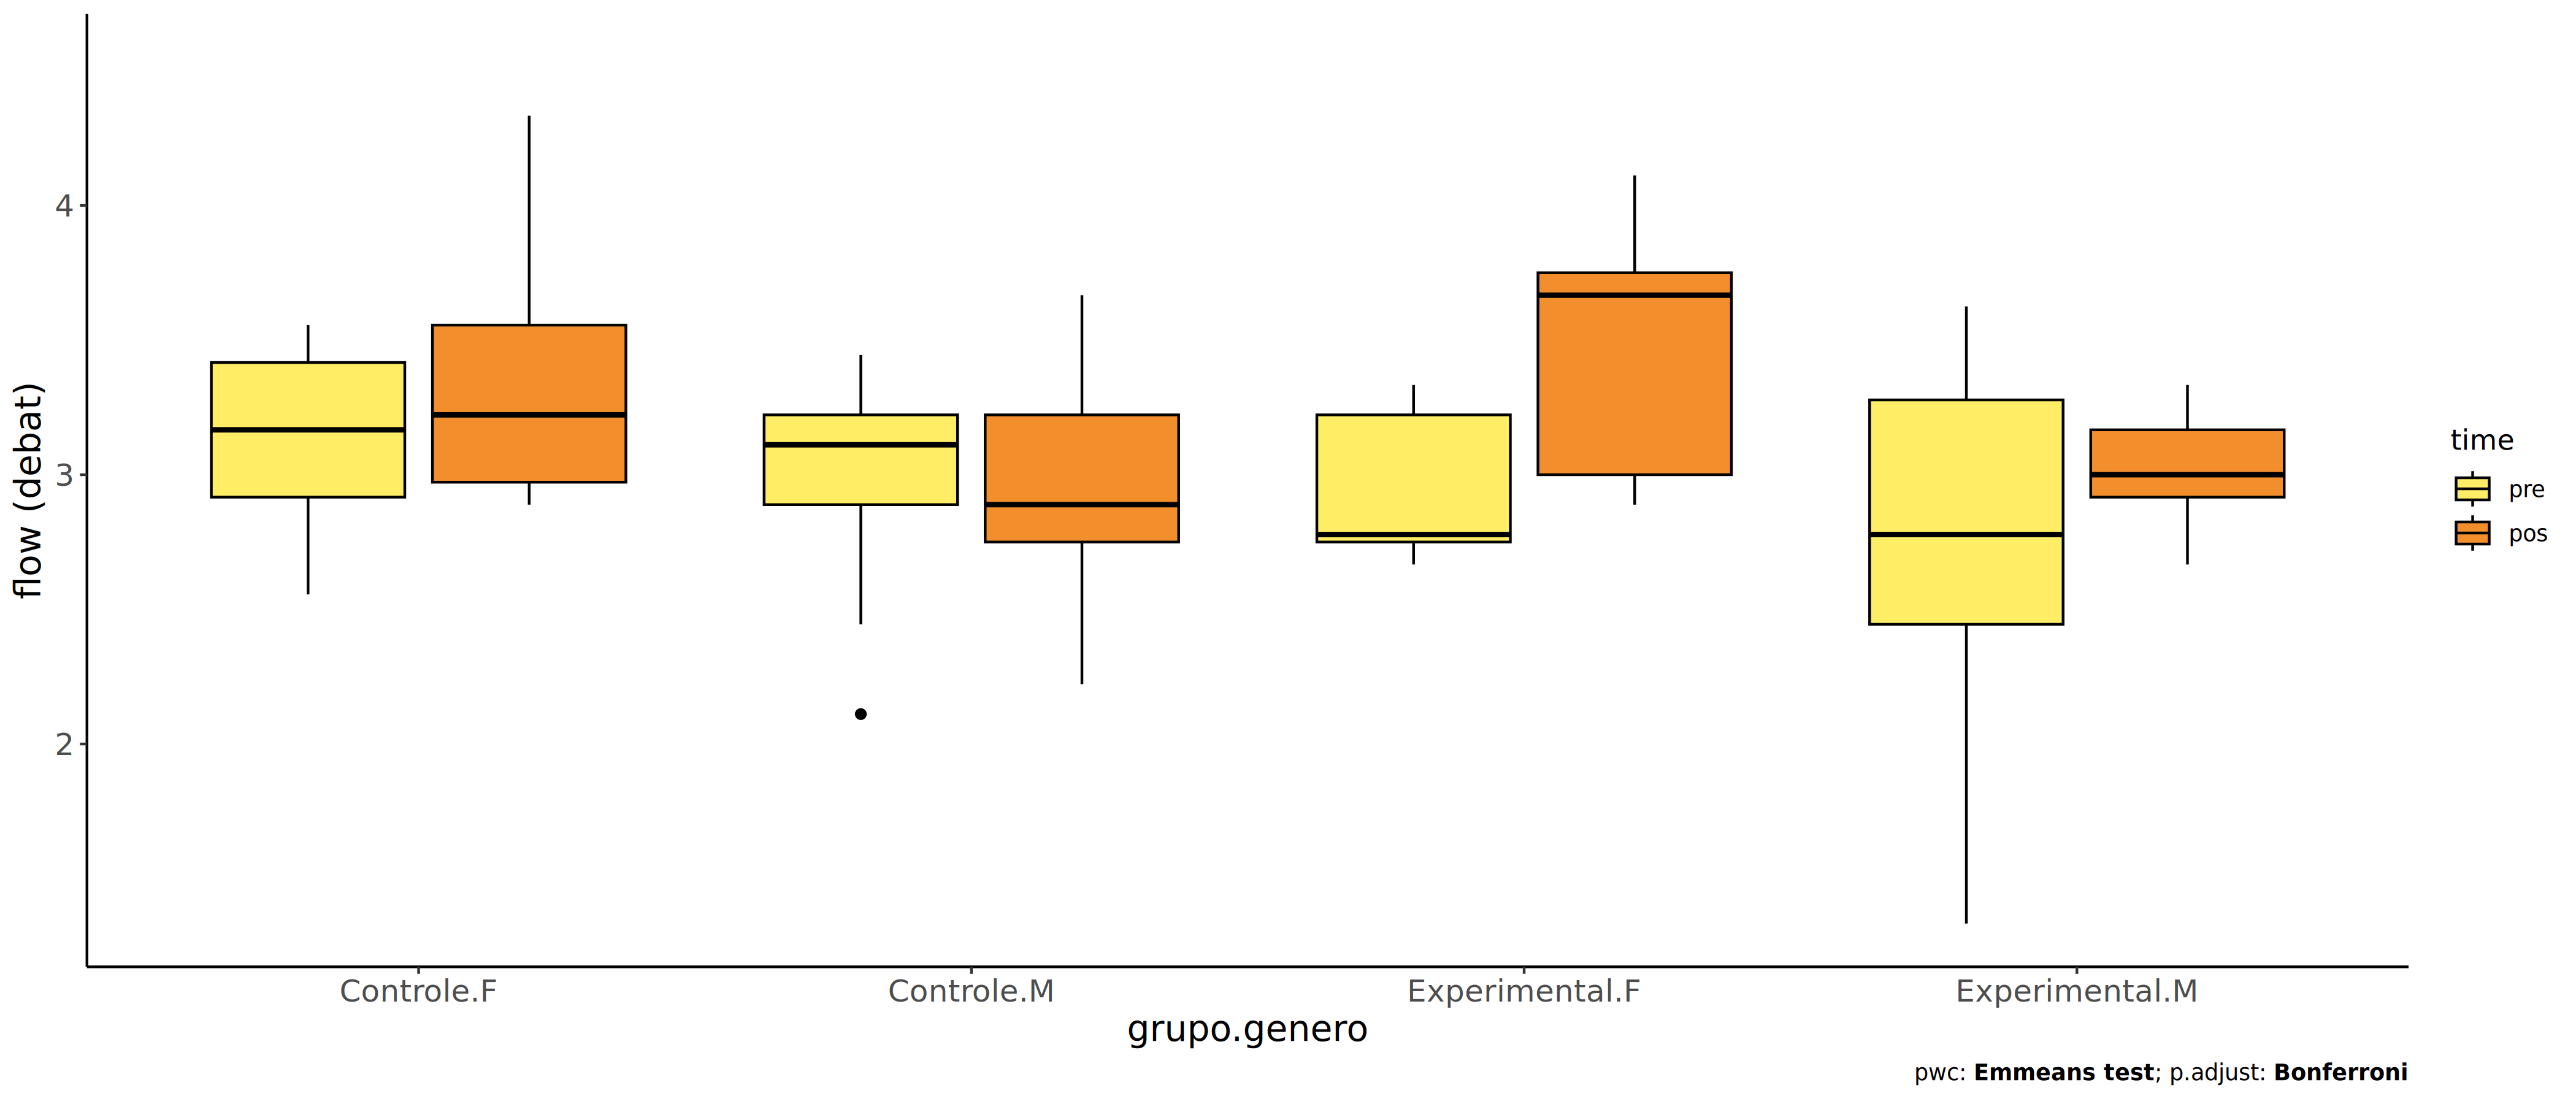 flow (debat)
4
3
2
Controle.F
Controle.M
Experimental.F
Experimental.M
grupo.genero
time
pre
pos
pwc: Emmeans test; p.adjust: Bonferroni